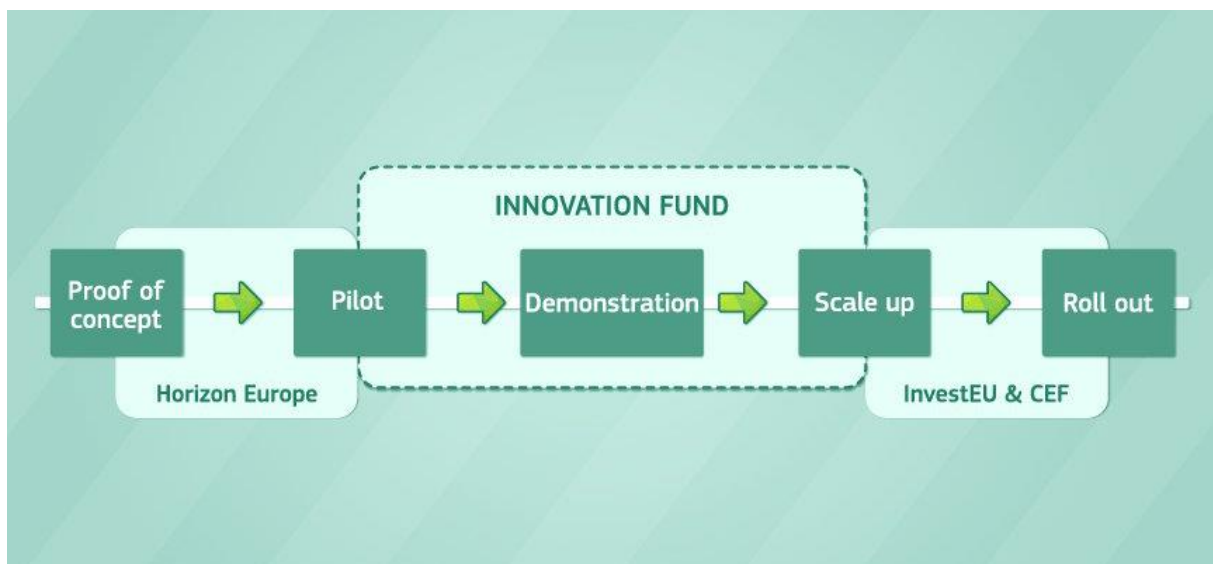 INNOVATION FUND
Proof of
concept
Pilot
Demonstration
Scale up
Roll out
Horizon Europe
InvestEU & CEF